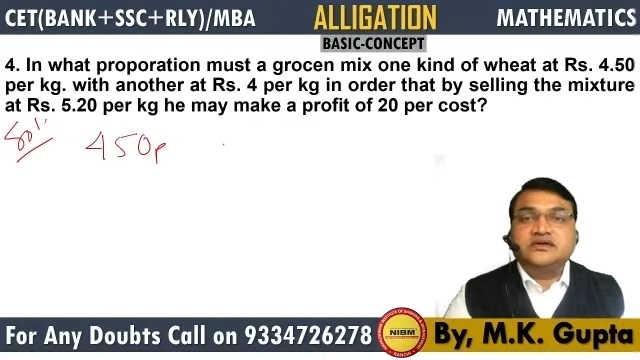 CET(BANK+SSC+RLY)/MBA ALLIGATION MATHEMATICS
BASIC-CONCEPT
4. In what proporation must a grocen mix one kind of wheat at Rs. 4.50
per kg. with another at Rs. 4 per kg in order that by selling the mixture
at Rs. 5.20 per kg he may make a profit of 20 per cost?
Sol:
450p
For Any Doubts Call on 9334726278 NIBM By, M.K. Gupta